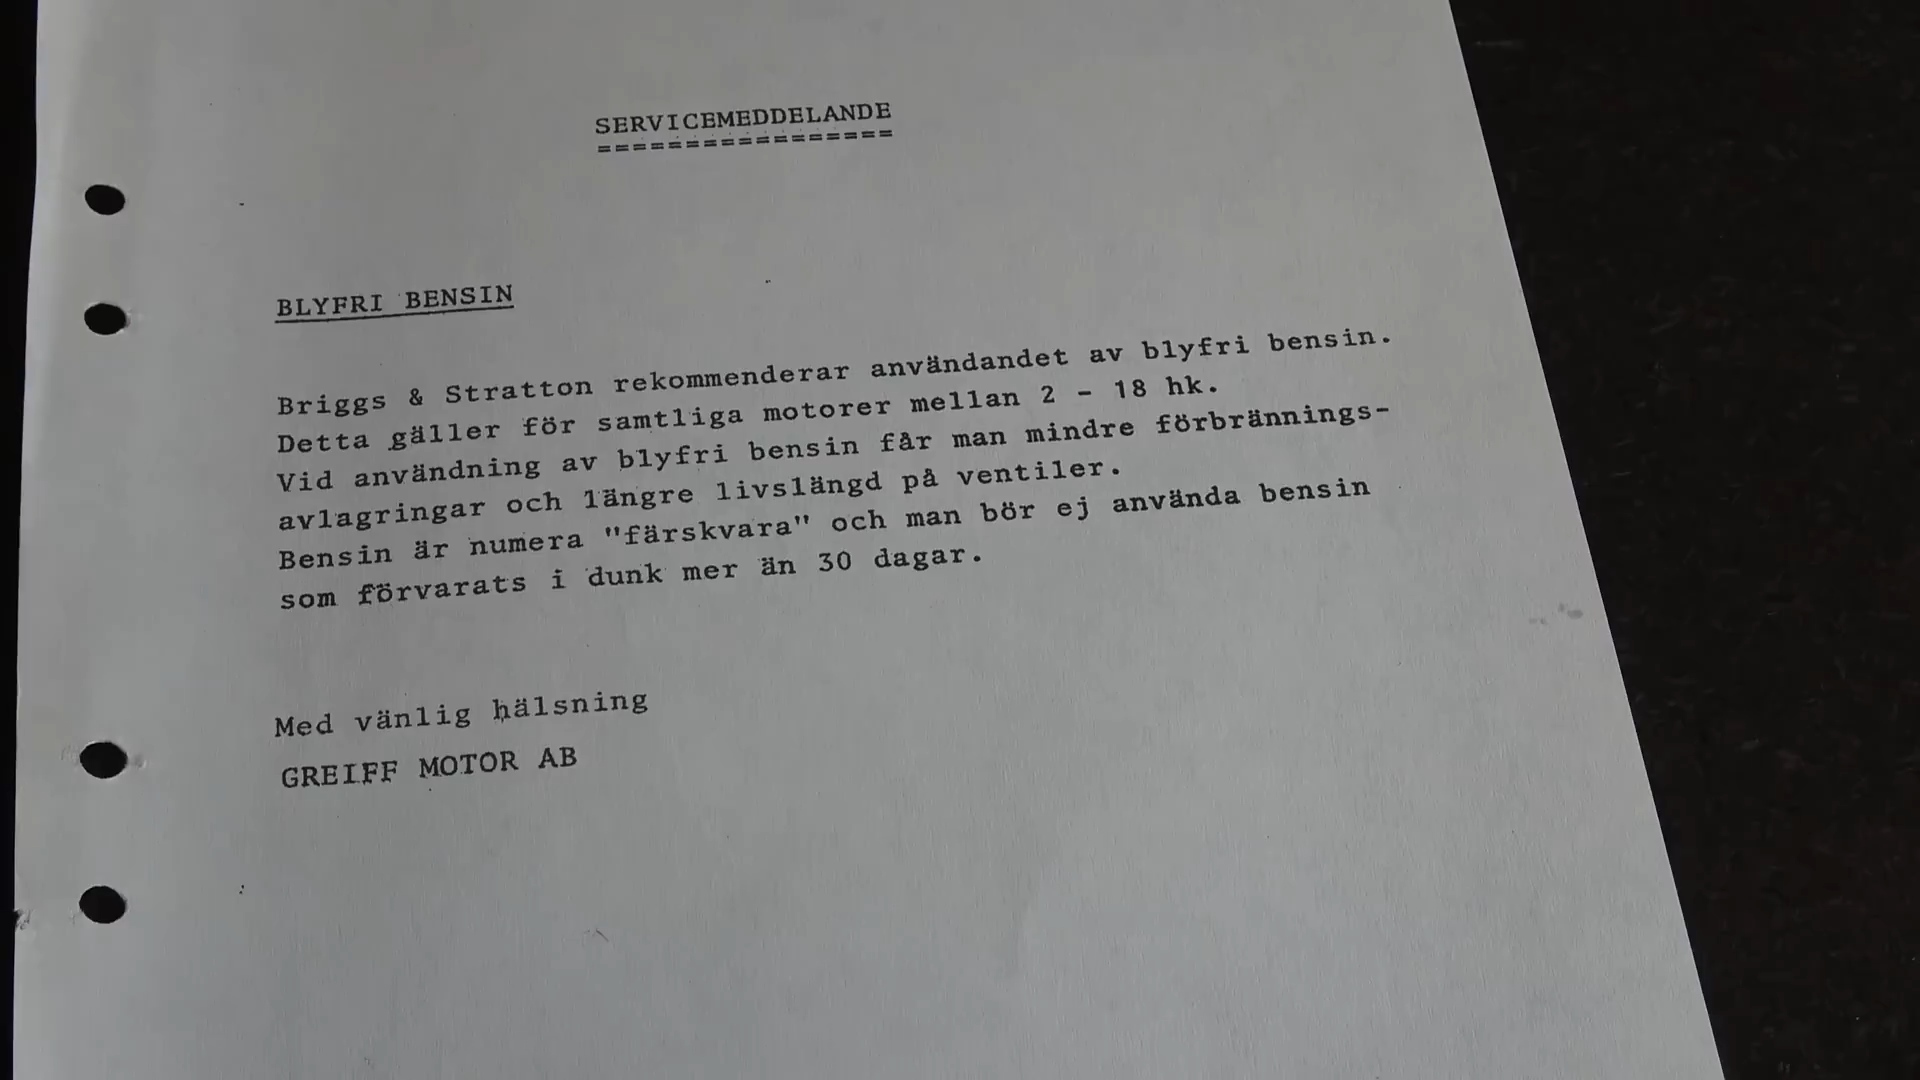 SERVICEMEDDELANDE
=================
BLYFRI BENSIN
Briggs & Stratton rekommenderar användandet av blyfri bensin.
Detta gäller för samtliga motorer mellan 2 - 18 hk.
Vid användning av blyfri bensin får man mindre förbrännings-
avlagringar och längre livslängd på ventiler.
Bensin är numera "färskvara" och man bör ej använda bensin
som förvarats i dunk mer än 30 dagar.
Med vänlig hälsning
GREIFF MOTOR AB